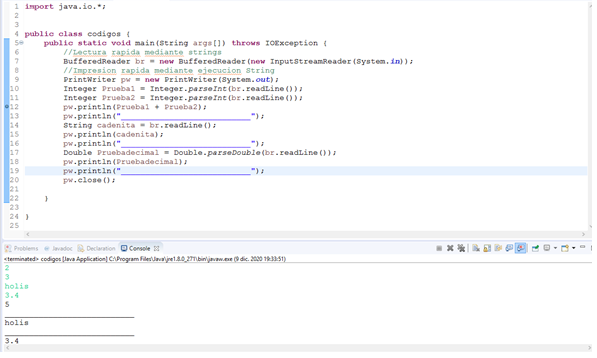 1 import java.io.*;
2
3
4 public class codigos {
5 public static void main(String args[]) throws IOException {
6 //Lectura rapida mediante strings
7 BufferedReader br = new BufferedReader(new InputStreamReader(System.in));
8 //Impresion rapida mediante ejecucion String
9 PrintWriter pw = new PrintWriter(System.out);
10 Integer Prueba1 = Integer.parseInt(br.readLine());
11 Integer Prueba2 = Integer.parseInt(br.readLine());
12 pw.println(Prueba1 + Prueba2);
13 pw.println("____________________________");
14 String cadenita = br.readLine();
15 pw.println(cadenita);
16 pw.println("____________________________");
17 Double Pruebadecimal = Double.parseDouble(br.readLine());
18 pw.println(Pruebadecimal);
19 pw.println("____________________________");
20 pw.close();
21
22 }
23
24 }
25
Problems Javadoc Declaration Console
<terminated> codigos [Java Application] C:\Program Files\Java\jre1.8.0_271\bin\javaw.exe (9 dic. 2020 19:33:51)
2
3
holis
3.4
5
____________________________
holis
____________________________
3.4